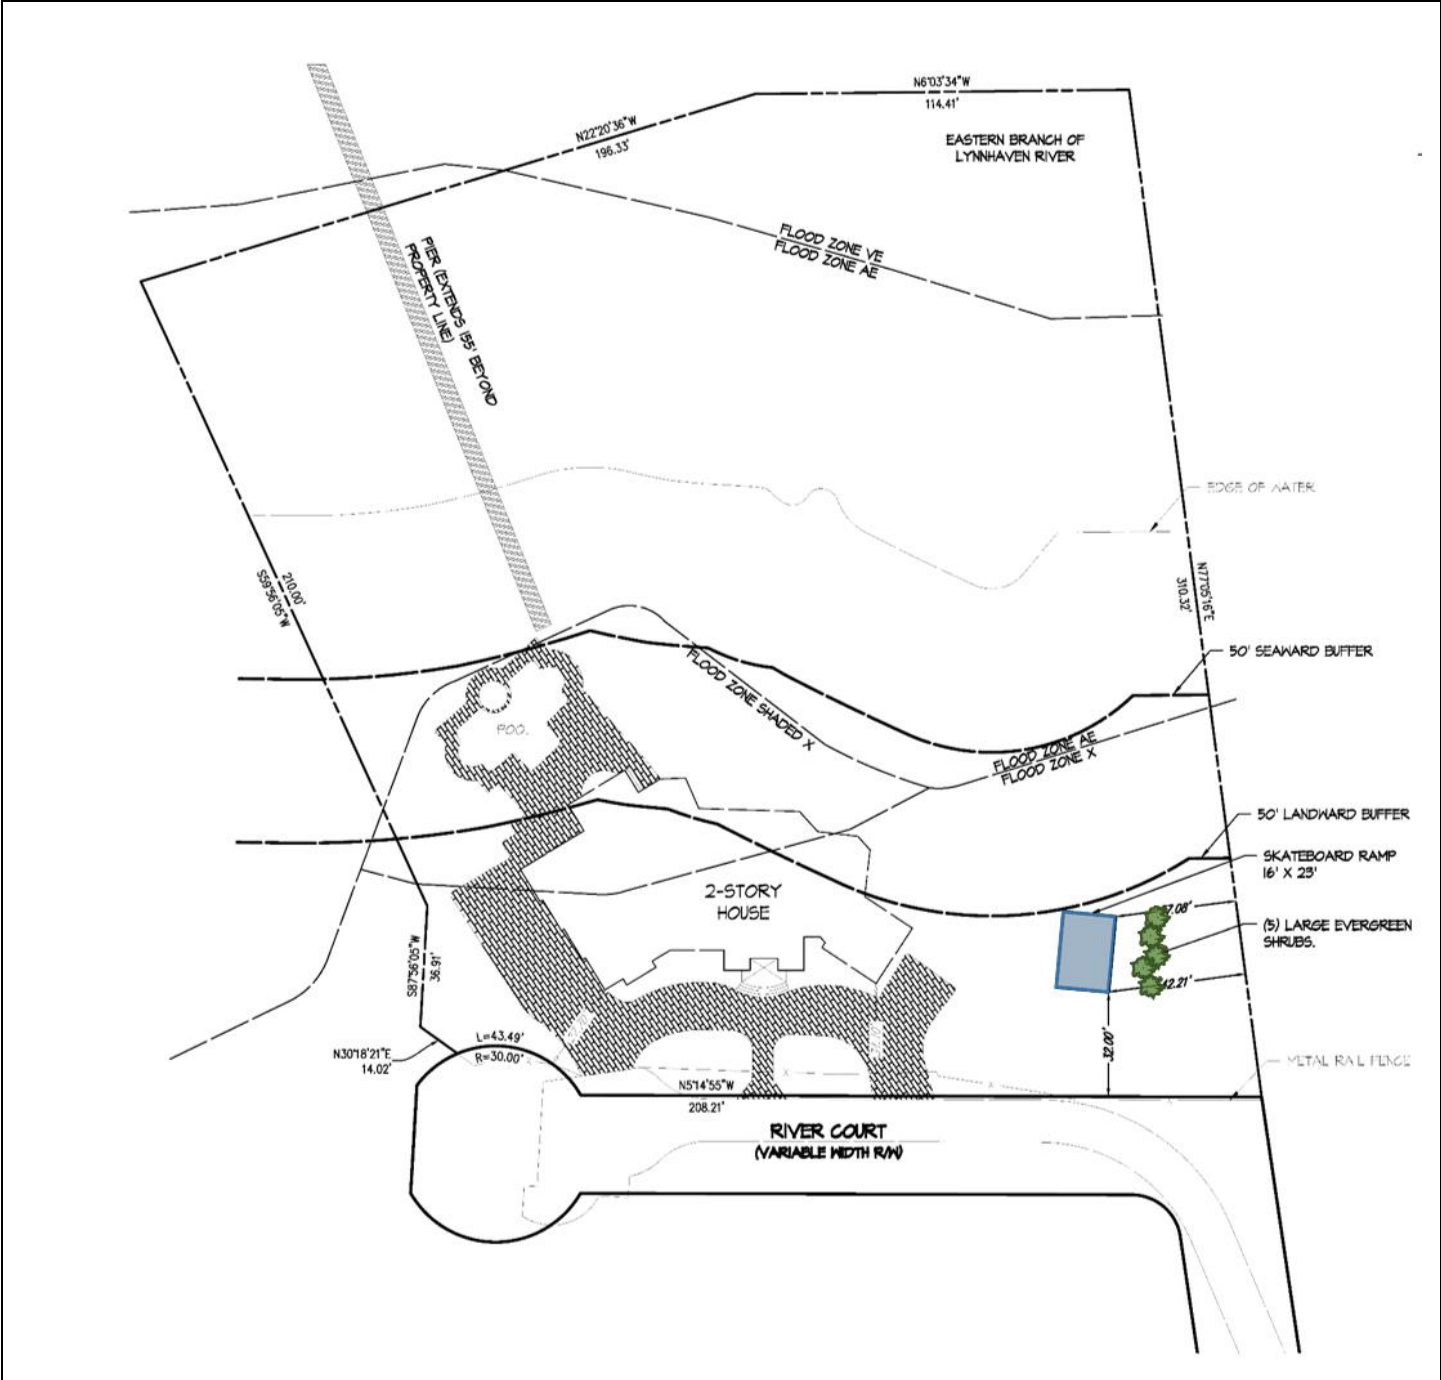 N6°03'34"W
114.41'
EASTERN BRANCH OF
LYNNHAVEN RIVER
N22°20'36"W
196.33'
FLOOD ZONE VE
FLOOD ZONE AE
PIER (EXTENDS 155' BEYOND
PROPERTY LINE)
EDGE OF WATER
210.00'
S59°56'05"W
N77°05'16"E
310.32'
50' SEAWARD BUFFER
FLOOD ZONE SHADED X
POOL
FLOOD ZONE AE
FLOOD ZONE X
50' LANDWARD BUFFER
SKATEBOARD RAMP
16' X 23'
2-STORY
HOUSE
(5) LARGE EVERGREEN
SHRUBS.
S87°56'05"W
36.91'
42.21'
32.00'
N30°18'21"E
14.02'
L=43.49'
R=30.00'
METAL RAIL FENCE
N5°14'55"W
208.21'
RIVER COURT
(VARIABLE WIDTH R/W)